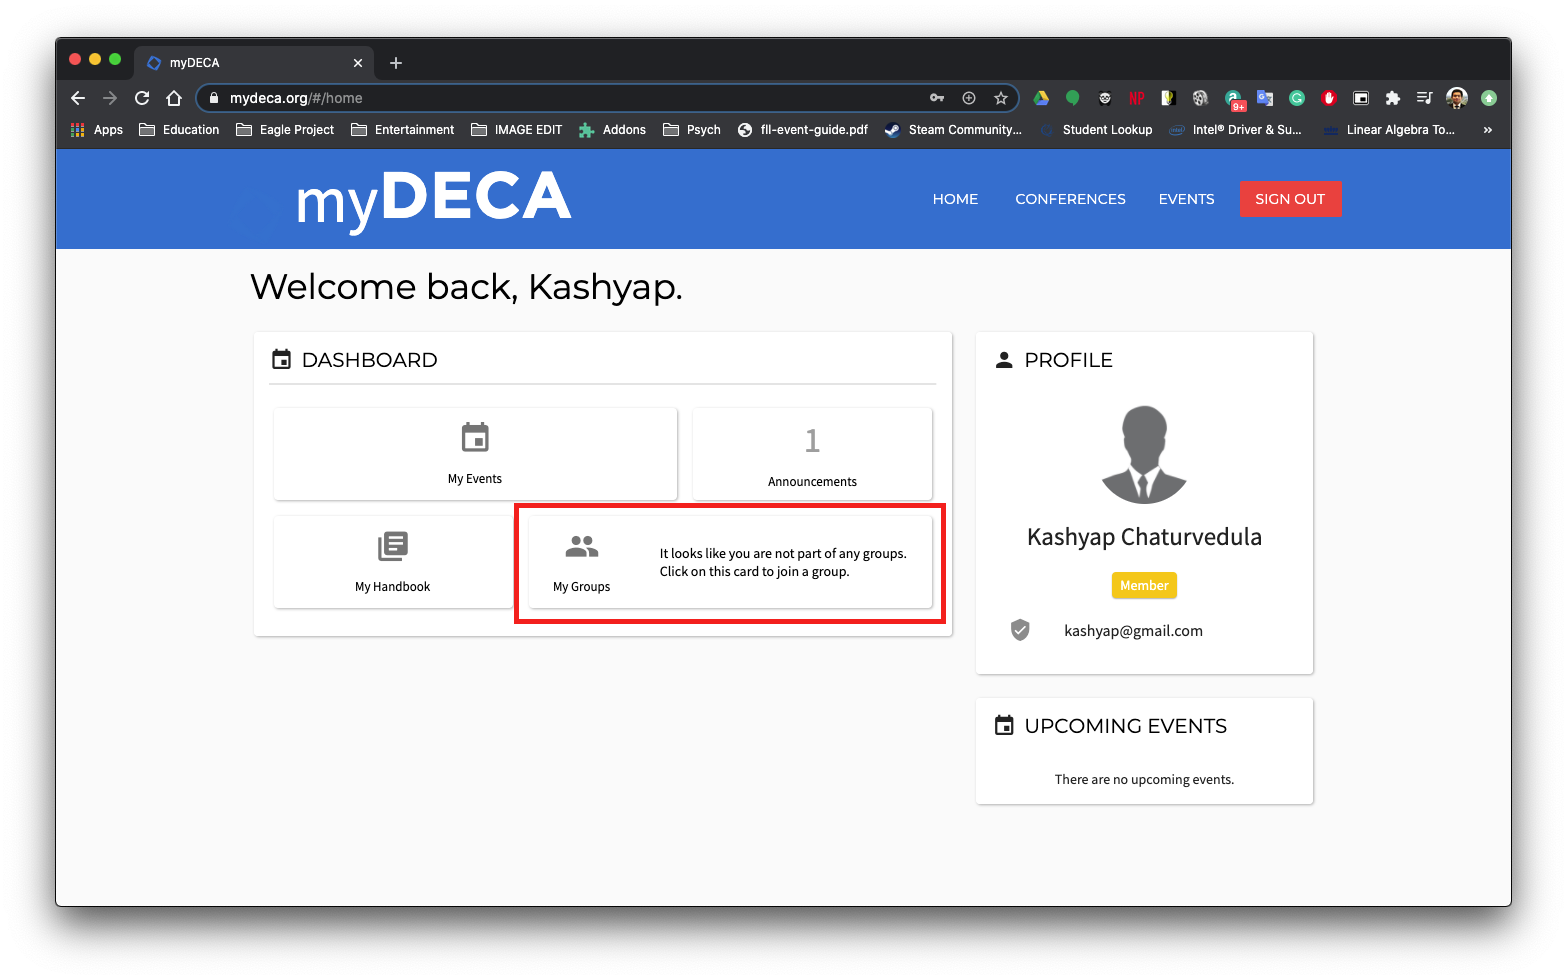 myDECA
mydeca.org/#/home
NP
9+
Apps
Education
Eagle Project
Entertainment
IMAGE EDIT
Addons
Psych
fll-event-guide.pdf
Steam Community...
Student Lookup
Intel® Driver & Su...
Linear Algebra To...
»
myDECA
HOME
CONFERENCES
EVENTS
SIGN OUT
Welcome back, Kashyap.
DASHBOARD
My Events
1
Announcements
My Handbook
My Groups
It looks like you are not part of any groups.
Click on this card to join a group.
PROFILE
Kashyap Chaturvedula
Member
kashyap@gmail.com
UPCOMING EVENTS
There are no upcoming events.